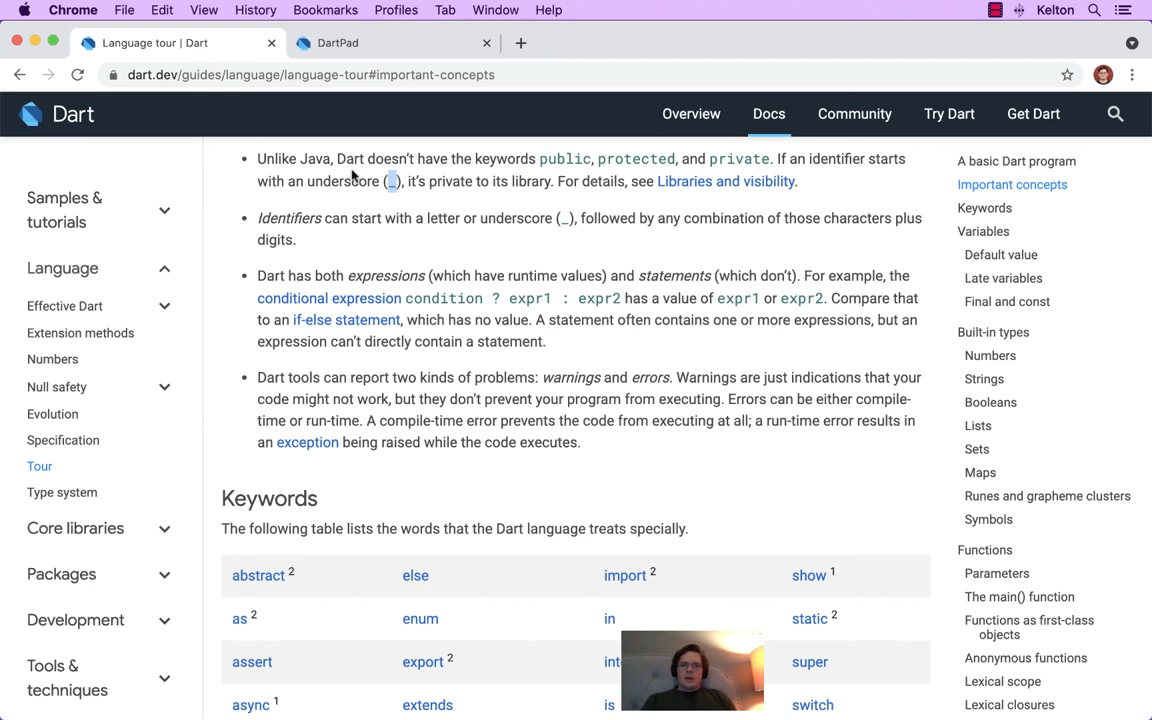 Chrome File Edit View History Bookmarks Profiles Tab Window Help Kelton
Language tour | Dart DartPad
dart.dev/guides/language/language-tour#important-concepts
Dart Overview Docs Community Try Dart Get Dart
Samples &
tutorials
Language
Effective Dart
Extension methods
Numbers
Null safety
Evolution
Specification
Tour
Type system
Core libraries
Packages
Development
Tools &
techniques
• Unlike Java, Dart doesn’t have the keywords public, protected, and private. If an identifier starts
with an underscore (_), it’s private to its library. For details, see Libraries and visibility.
• Identifiers can start with a letter or underscore (_), followed by any combination of those characters plus
digits.
• Dart has both expressions (which have runtime values) and statements (which don’t). For example, the
conditional expression condition ? expr1 : expr2 has a value of expr1 or expr2. Compare that
to an if-else statement, which has no value. A statement often contains one or more expressions, but an
expression can’t directly contain a statement.
• Dart tools can report two kinds of problems: warnings and errors. Warnings are just indications that your
code might not work, but they don’t prevent your program from executing. Errors can be either compile-
time or run-time. A compile-time error prevents the code from executing at all; a run-time error results in
an exception being raised while the code executes.
Keywords
The following table lists the words that the Dart language treats specially.
abstract 2 else import 2 show 1
as 2 enum in static 2
assert export 2 super
async 1 extends is switch
A basic Dart program
Important concepts
Keywords
Variables
Default value
Late variables
Final and const
Built-in types
Numbers
Strings
Booleans
Lists
Sets
Maps
Runes and grapheme clusters
Symbols
Functions
Parameters
The main() function
Functions as first-class
objects
Anonymous functions
Lexical scope
Lexical closures